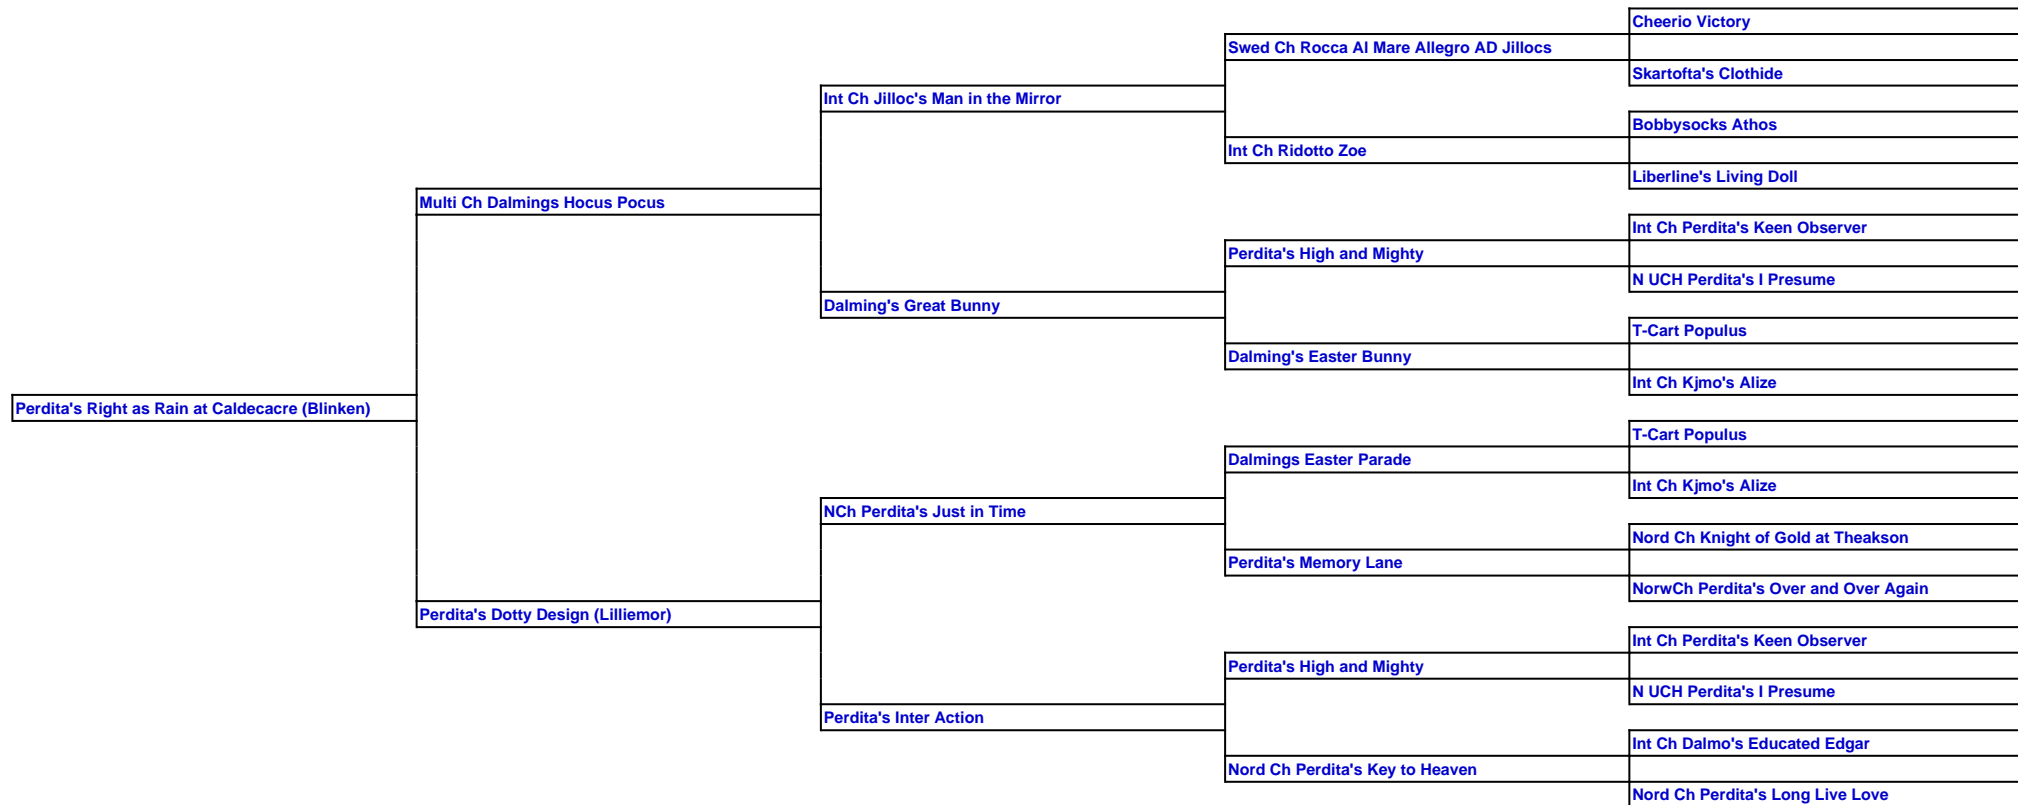 Cheerio Victory
Swed Ch Rocca Al Mare Allegro AD Jillocs
Skartofta's Clothide
Int Ch Jilloc's Man in the Mirror
Bobbysocks Athos
Int Ch Ridotto Zoe
Liberline's Living Doll
Multi Ch Dalmings Hocus Pocus
Int Ch Perdita's Keen Observer
Perdita's High and Mighty
N UCH Perdita's I Presume
Dalming's Great Bunny
T-Cart Populus
Dalming's Easter Bunny
Int Ch Kjmo's Alize
Perdita's Right as Rain at Caldecacre (Blinken)
T-Cart Populus
Dalmings Easter Parade
Int Ch Kjmo's Alize
NCh Perdita's Just in Time
Nord Ch Knight of Gold at Theakson
Perdita's Memory Lane
NorwCh Perdita's Over and Over Again
Perdita's Dotty Design (Lilliemor)
Int Ch Perdita's Keen Observer
Perdita's High and Mighty
N UCH Perdita's I Presume
Perdita's Inter Action
Int Ch Dalmo's Educated Edgar
Nord Ch Perdita's Key to Heaven
Nord Ch Perdita's Long Live Love